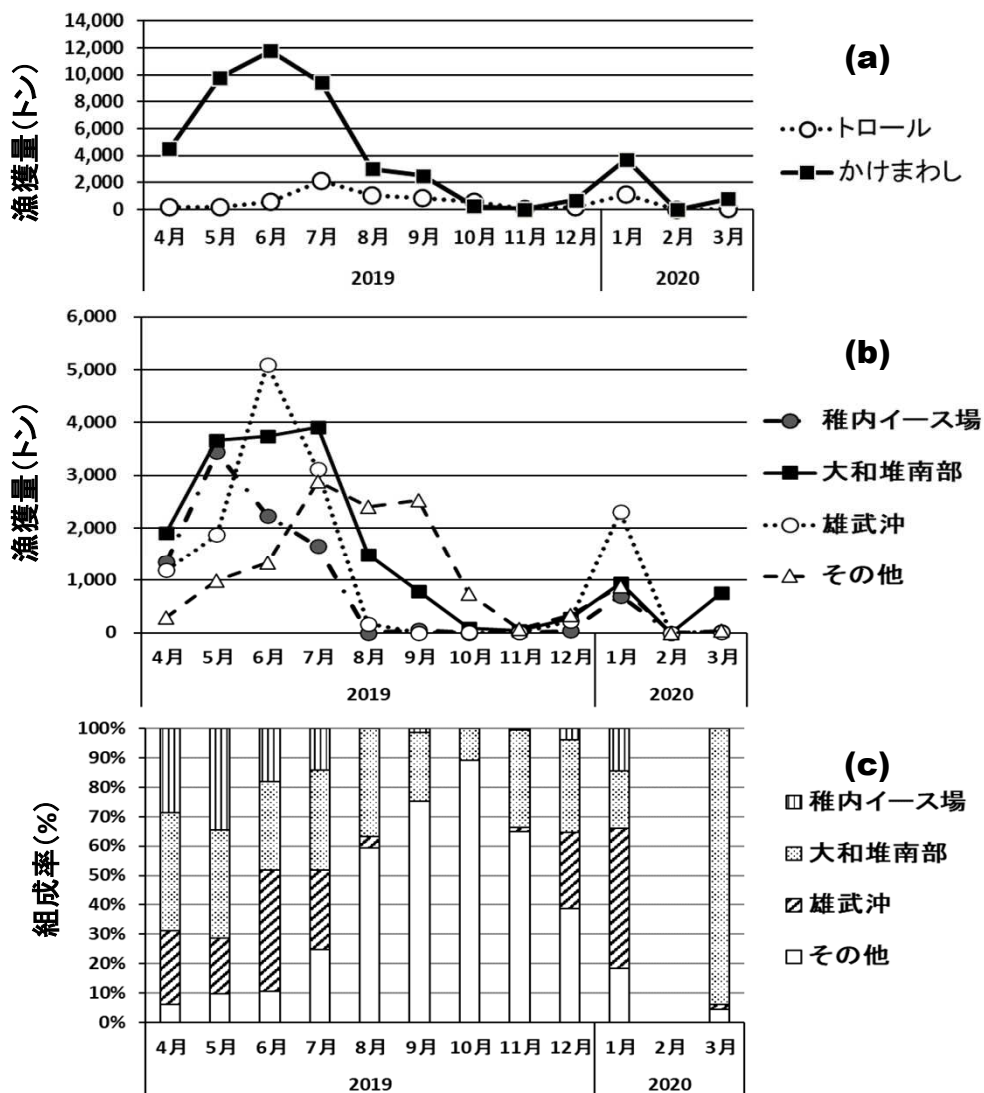 (a)
漁獲量(トン)
14,000
12,000
10,000
8,000
6,000
4,000
2,000
0
4月 5月 6月 7月 8月 9月 10月 11月 12月 1月 2月 3月
2019 2020
トロール
かけまわし
(b)
漁獲量(トン)
6,000
5,000
4,000
3,000
2,000
1,000
0
4月 5月 6月 7月 8月 9月 10月 11月 12月 1月 2月 3月
2019 2020
稚内イース場
大和堆南部
雄武沖
その他
(c)
組成率(%)
100%
90%
80%
70%
60%
50%
40%
30%
20%
10%
0%
4月 5月 6月 7月 8月 9月 10月 11月 12月 1月 2月 3月
2019 2020
稚内イース場
大和堆南部
雄武沖
その他